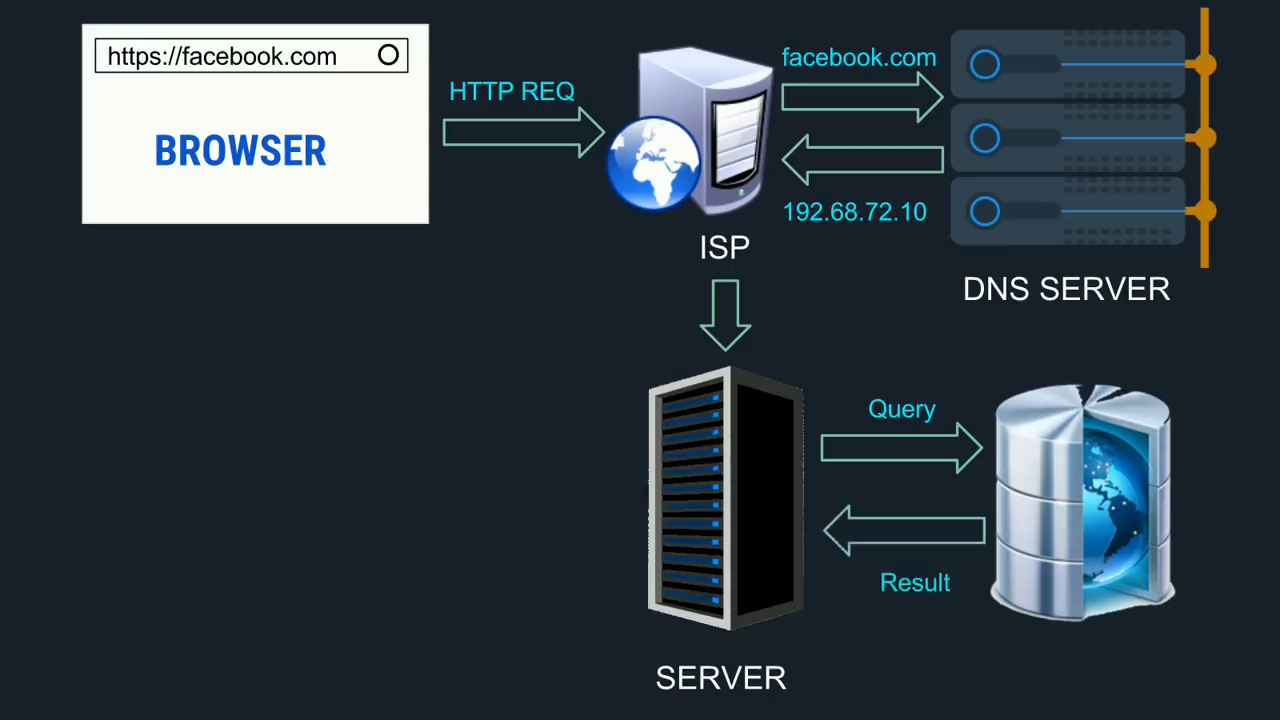 https://facebook.com
BROWSER
HTTP REQ
facebook.com
192.68.72.10
ISP
DNS SERVER
Query
Result
SERVER